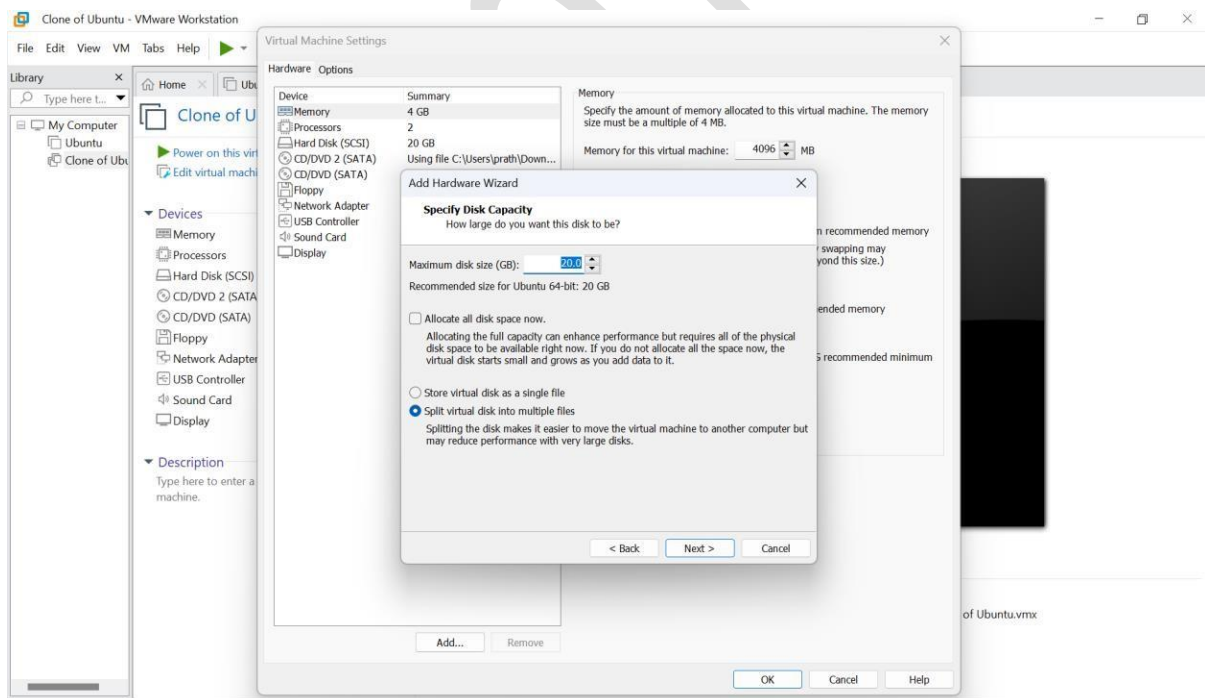 Clone of Ubuntu - VMware Workstation
File Edit View VM Tabs Help
Library
Type here t...
My Computer
Ubuntu
Clone of Ubu
Home
Ubu
Clone of U
Power on this virt
Edit virtual machi
Devices
Memory
Processors
Hard Disk (SCSI)
CD/DVD 2 (SATA
CD/DVD (SATA)
Floppy
Network Adapter
USB Controller
Sound Card
Display
Description
Type here to enter a
machine.
Virtual Machine Settings
Hardware Options
Device Summary
Memory 4 GB
Processors 2
Hard Disk (SCSI) 20 GB
CD/DVD 2 (SATA) Using file C:\Users\prath\Down...
CD/DVD (SATA)
Floppy
Network Adapter
USB Controller
Sound Card
Display
Memory
Specify the amount of memory allocated to this virtual machine. The memory
size must be a multiple of 4 MB.
Memory for this virtual machine: 4096 MB
recommended memory
swapping may
yond this size.)
ended memory
recommended minimum
Add Hardware Wizard
Specify Disk Capacity
How large do you want this disk to be?
Maximum disk size (GB): 20.0
Recommended size for Ubuntu 64-bit: 20 GB
Allocate all disk space now.
Allocating the full capacity can enhance performance but requires all of the physical
disk space to be available right now. If you do not allocate all the space now, the
virtual disk starts small and grows as you add data to it.
Store virtual disk as a single file
Split virtual disk into multiple files
Splitting the disk makes it easier to move the virtual machine to another computer but
may reduce performance with very large disks.
< Back Next > Cancel
of Ubuntu.vmx
Add... Remove
OK Cancel Help